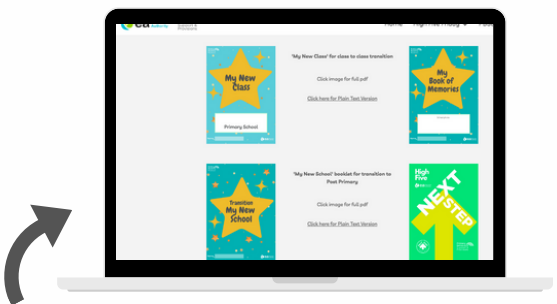 ea
Home
My New
Class
Primary School
'My New Class' for class to class transition
Click image for full pdf
Click here for Plain Text Version
My
Book of
Memories
Transition
My New
School
'My New School' booklet for transition to
Post Primary
Click image for full pdf
Click here for Plain Text Version
High
Five
NEXT
STEP